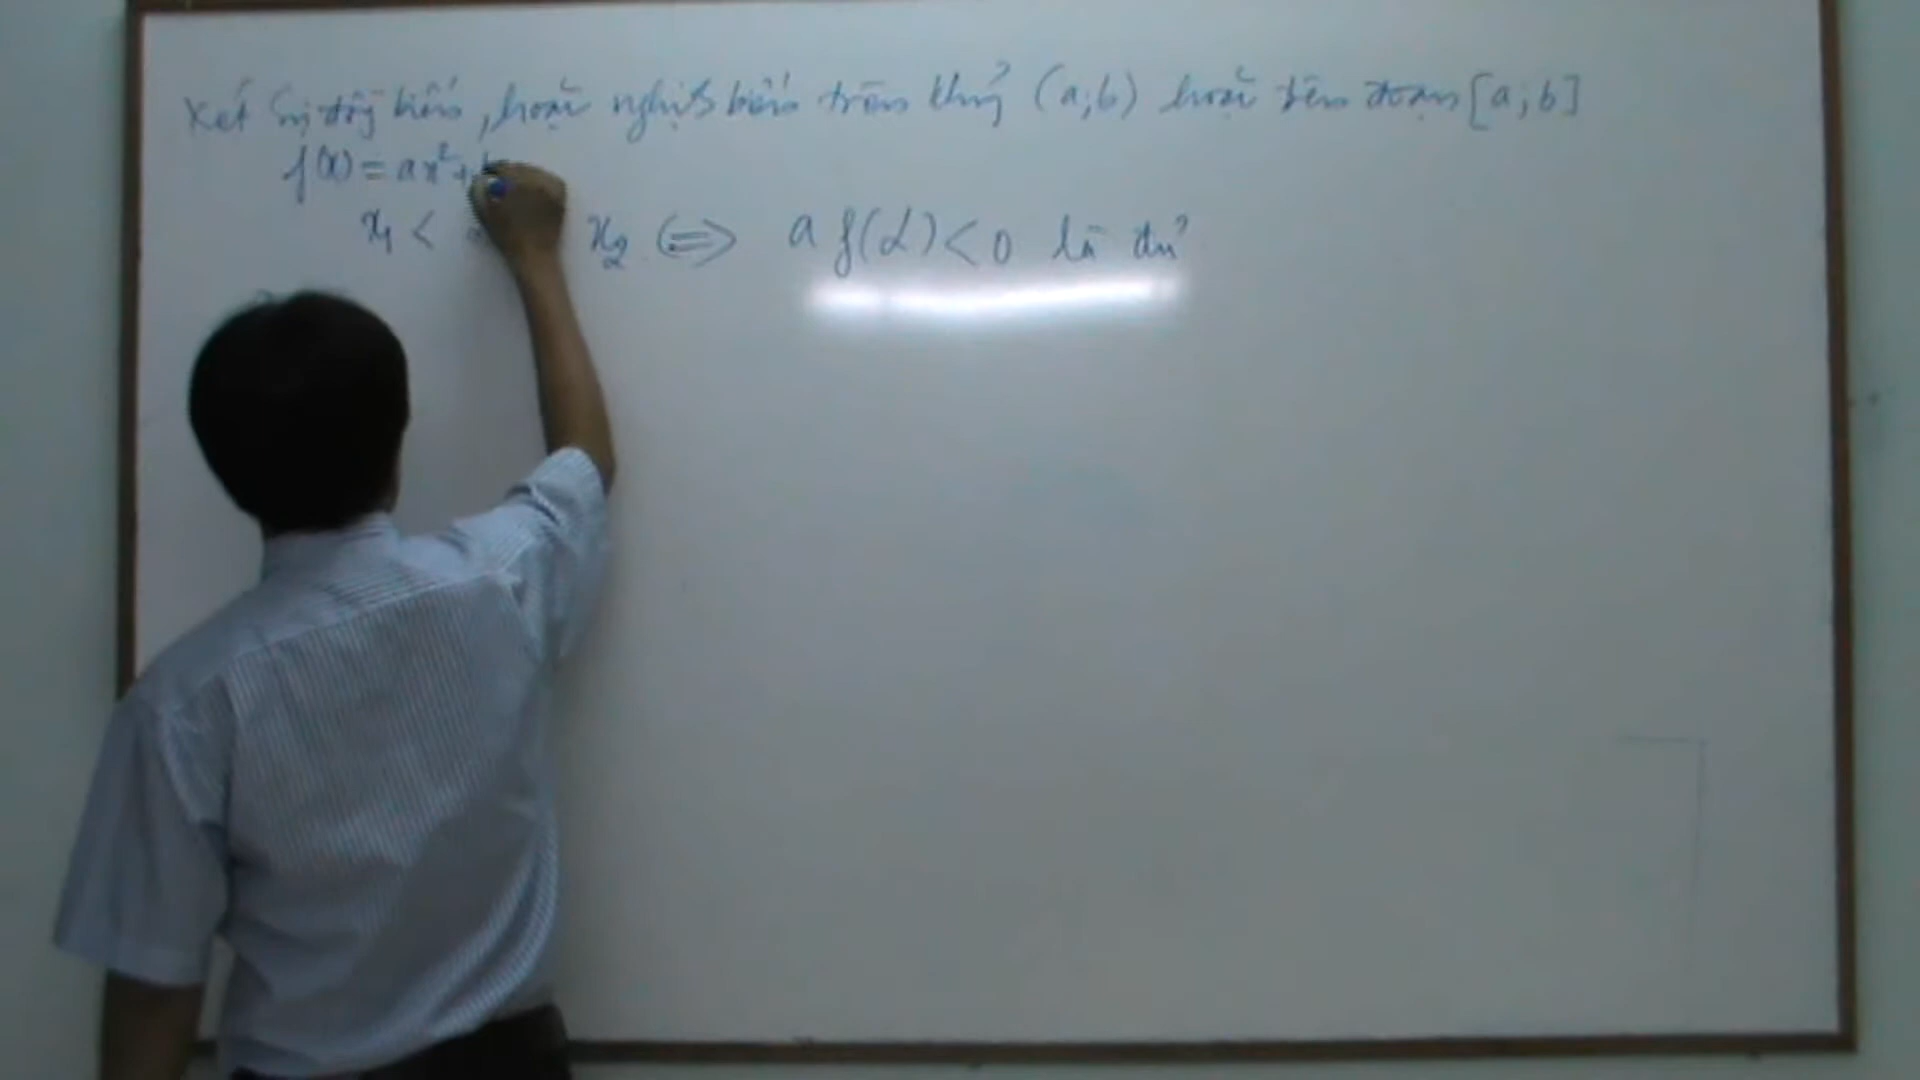 Xét sự đồng biến, hoặc nghịch biến trên khoảng (a;b) hoặc trên đoạn [a;b]
f(x) = ax² +
x₁ < x₂ ⇔ a f(α) < 0 là đủ